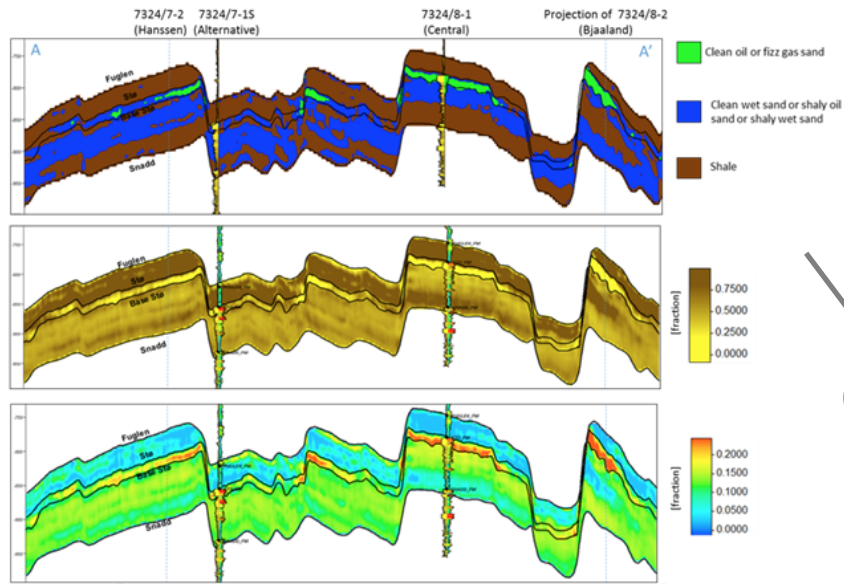 7324/7-2
(Hanssen)
7324/7-1S
(Alternative)
7324/8-1
(Central)
Projection of 7324/8-2
(Bjaaland)
A
A'
Fuglen
Stø
Base Stø
Snadd
Clean oil or fizz gas sand
Clean wet sand or shaly oil
sand or shaly wet sand
Shale
Fuglen
Stø
Base Stø
Snadd
[fraction]
0.7500
0.5000
0.2500
0.0000
Fuglen
Stø
Base Stø
Snadd
[fraction]
0.2000
0.1500
0.1000
0.0500
0.0000